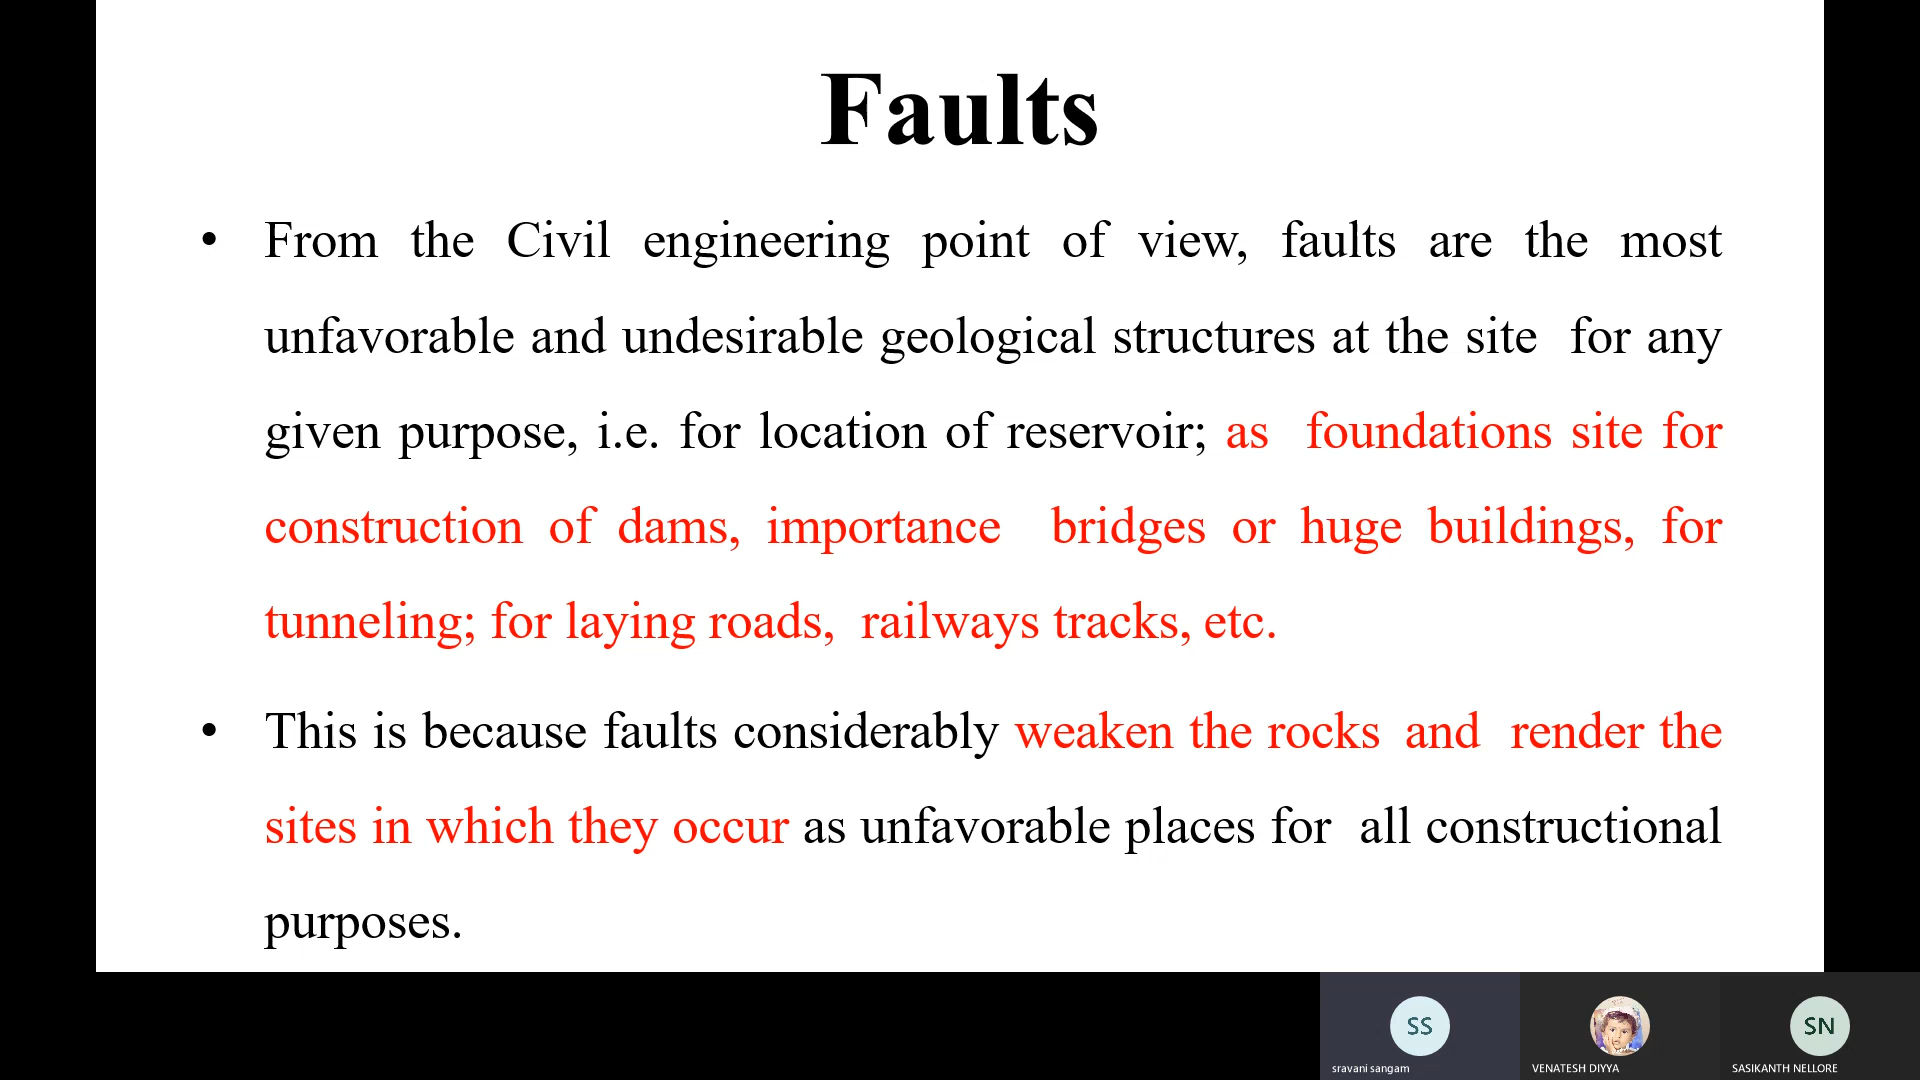 Faults
• From the Civil engineering point of view, faults are the most
unfavorable and undesirable geological structures at the site for any
given purpose, i.e. for location of reservoir; as foundations site for
construction of dams, importance bridges or huge buildings, for
tunneling; for laying roads, railways tracks, etc.
• This is because faults considerably weaken the rocks and render the
sites in which they occur as unfavorable places for all constructional
purposes.
SS
SN
sravani sangam
VENATESH DIYYA
SASIKANTH NELLORE